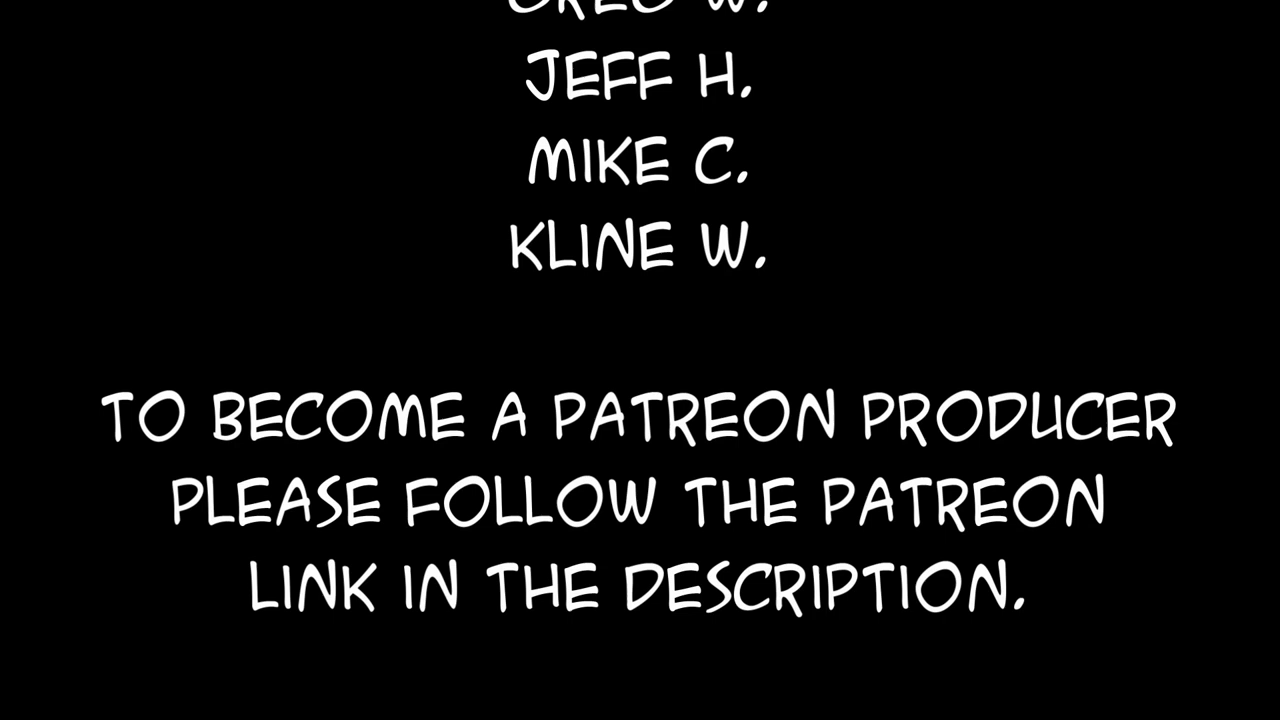 W.
JEFF H.
MIKE C.
KLINE W.
TO BECOME A PATREON PRODUCER
PLEASE FOLLOW THE PATREON
LINK IN THE DESCRIPTION.